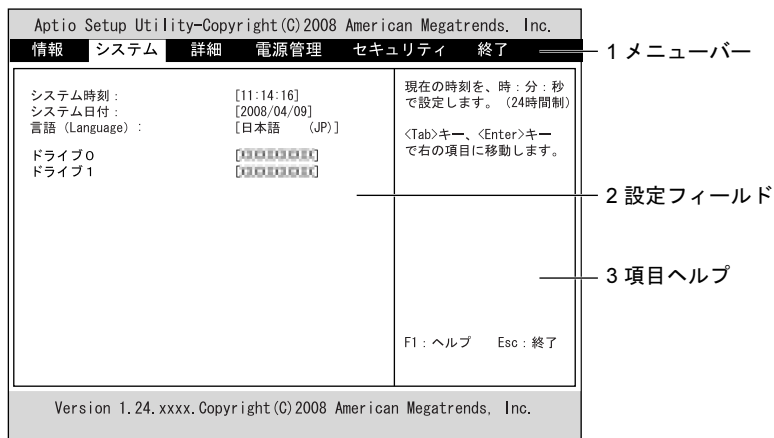 Aptio Setup Utility-Copyright(C)2008 American Megatrends. Inc.
情報 システム 詳細 電源管理 セキュリティ 終了
1 メニューバー
システム時刻: [11:14:16]
システム日付: [2008/04/09]
言語 (Language) : [日本語 (JP)]
ドライブ0
ドライブ1
現在の時刻を、時:分:秒
で設定します。(24時間制)
<Tab>キー、<Enter>キー
で右の項目に移動します。
2 設定フィールド
3 項目ヘルプ
F1:ヘルプ Esc:終了
Version 1.24.xxxx.Copyright(C)2008 American Megatrends, Inc.